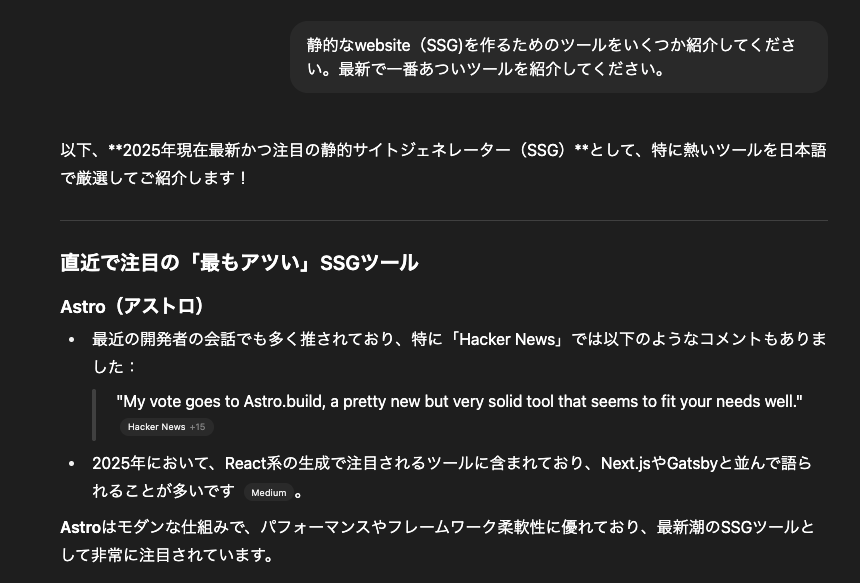 静的なwebsite（SSG)を作るためのツールをいくつか紹介してくださ
い。最新で一番あついツールを紹介してください。
以下、**2025年現在最新かつ注目の静的サイトジェネレーター（SSG）**として、特に熱いツールを日本語
で厳選してご紹介します！
直近で注目の「最もアツい」SSGツール
Astro（アストロ）
• 最近の開発者の会話でも多く推されており、特に「Hacker News」では以下のようなコメントもありま
した：
"My vote goes to Astro.build, a pretty new but very solid tool that seems to fit your needs well."
Hacker News +15
• 2025年において、React系の生成で注目されるツールに含まれており、Next.jsやGatsbyと並んで語ら
れることが多いです Medium 。
Astroはモダンな仕組みで、パフォーマンスやフレームワーク柔軟性に優れており、最新潮のSSGツールと
して非常に注目されています。